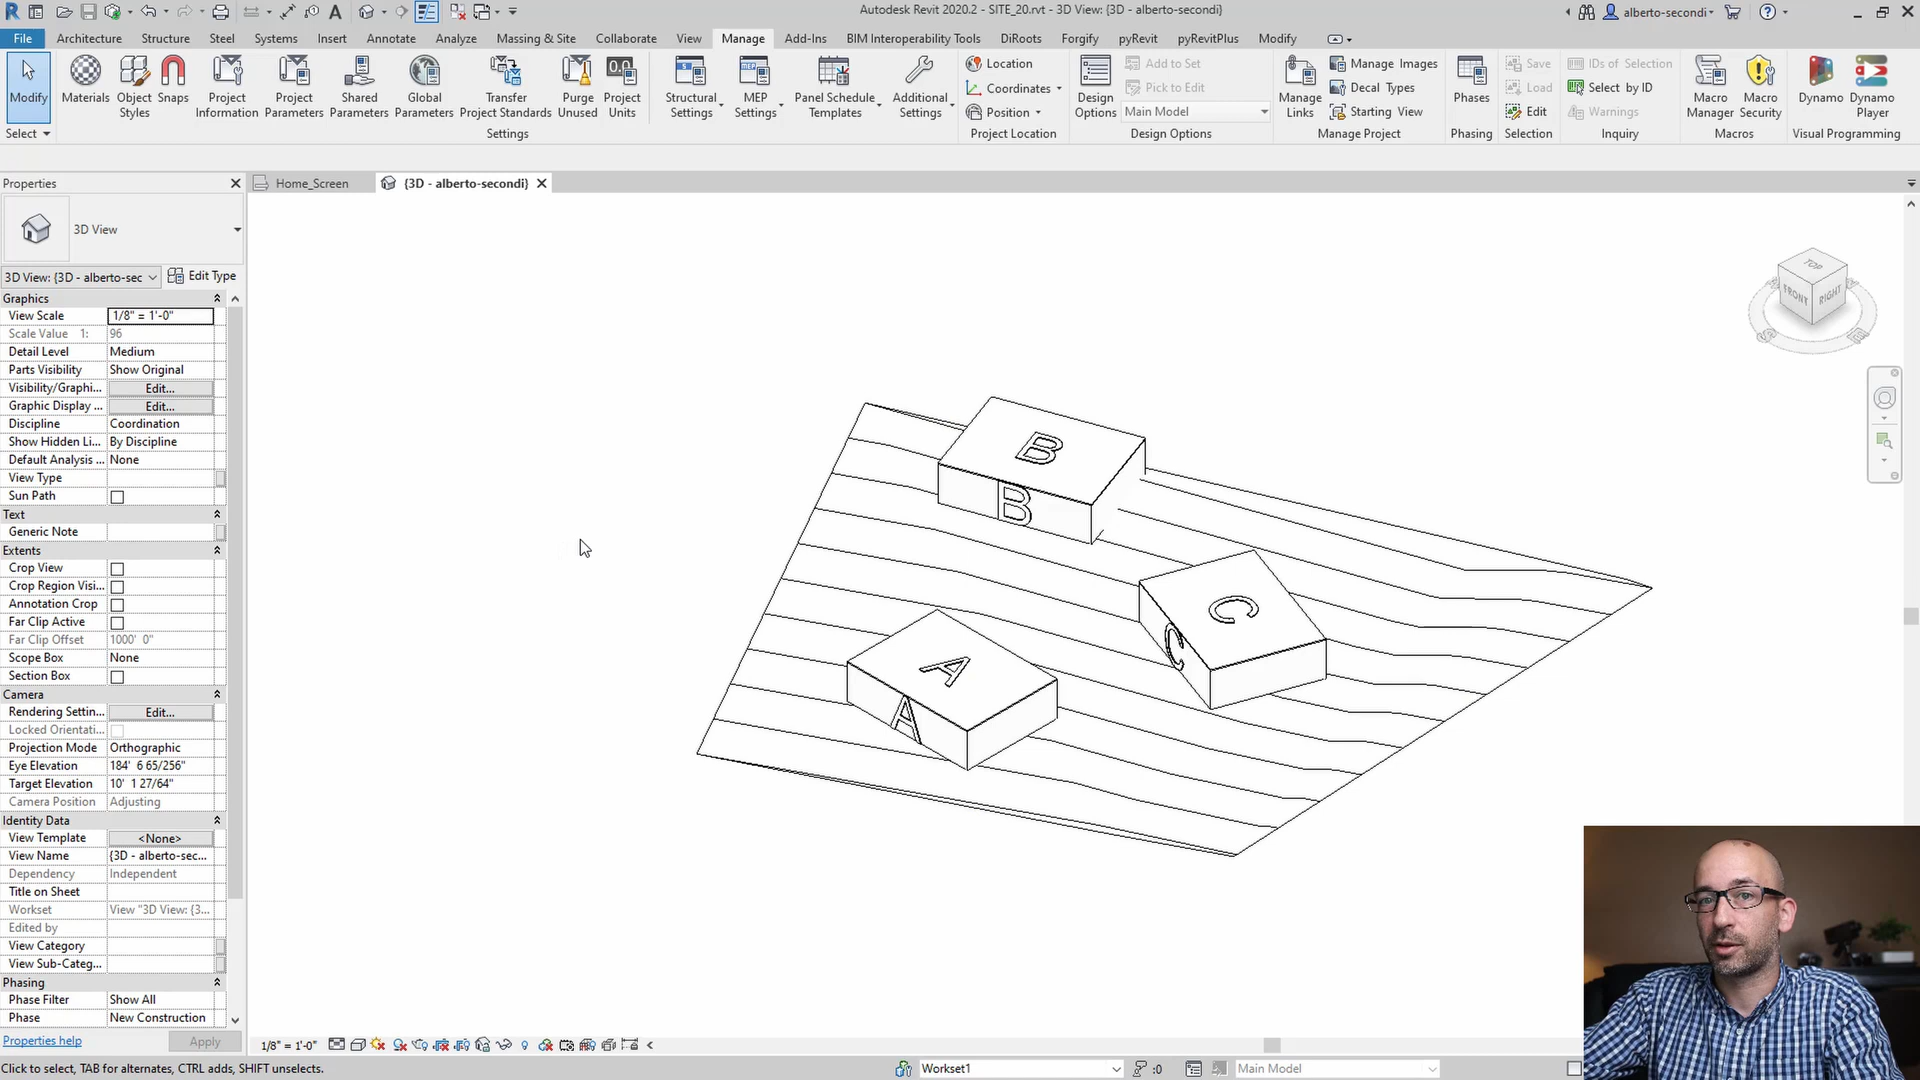 Autodesk Revit 2020.2 - SITE_20.rvt - 3D View: {3D - alberto-secondi}
alberto-secondi
File Architecture Structure Steel Systems Insert Annotate Analyze Massing & Site Collaborate View Manage Add-Ins BIM Interoperability Tools DiRoots Forgify pyRevit pyRevitPlus Modify
Modify
Materials
Object Styles
Snaps
Project Information
Project Parameters
Shared Parameters
Global Parameters
Transfer Project Standards
Purge Unused
Project Units
Structural Settings
MEP Settings
Panel Schedule Templates
Additional Settings
Location
Coordinates
Position
Design Options
Add to Set
Pick to Edit
Main Model
Manage Links
Manage Images
Decal Types
Starting View
Phases
Save
Load
Edit
IDs of Selection
Select by ID
Warnings
Macro Manager
Macro Security
Dynamo
Dynamo Player
Select Settings Project Location Design Options Manage Project Phasing Selection Inquiry Macros Visual Programming
Properties
Home_Screen
{3D - alberto-secondi}
3D View
3D View: {3D - alberto-sec
Edit Type
Graphics
View Scale 1/8" = 1'-0"
Scale Value 1: 96
Detail Level Medium
Parts Visibility Show Original
Visibility/Graphi... Edit...
Graphic Display ... Edit...
Discipline Coordination
Show Hidden Li... By Discipline
Default Analysis ... None
View Type
Sun Path
Text
Generic Note
Extents
Crop View
Crop Region Visi...
Annotation Crop
Far Clip Active
Far Clip Offset 1000' 0"
Scope Box None
Section Box
Camera
Rendering Settin... Edit...
Locked Orientati...
Projection Mode Orthographic
Eye Elevation 184' 6 65/256"
Target Elevation 10' 1 27/64"
Camera Position Adjusting
Identity Data
View Template <None>
View Name {3D - alberto-sec...
Dependency Independent
Title on Sheet
Workset View "3D View: {3...
Edited by
View Category
View Sub-Categ...
Phasing
Phase Filter Show All
Phase New Construction
Properties help
Apply
TOP
FRONT
RIGHT
S
E
B
B
C
C
A
A
1/8" = 1'-0"
Click to select, TAB for alternates, CTRL adds, SHIFT unselects.
Workset1
:0
Main Model